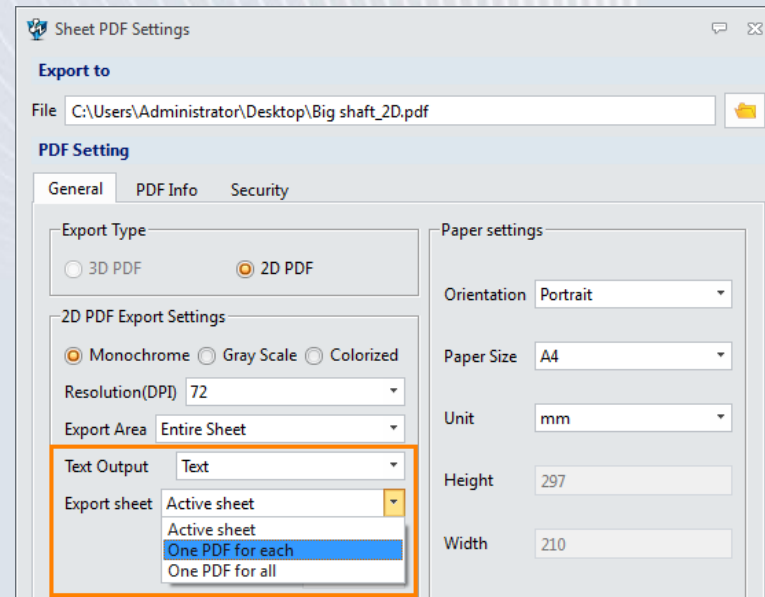 Sheet PDF Settings
Export to
File C:\Users\Administrator\Desktop\Big shaft_2D.pdf
PDF Setting
General PDF Info Security
Export Type
3D PDF 2D PDF
2D PDF Export Settings
Monochrome Gray Scale Colorized
Resolution(DPI) 72
Export Area Entire Sheet
Text Output Text
Export sheet Active sheet
Active sheet
One PDF for each
One PDF for all
Paper settings
Orientation Portrait
Paper Size A4
Unit mm
Height 297
Width 210